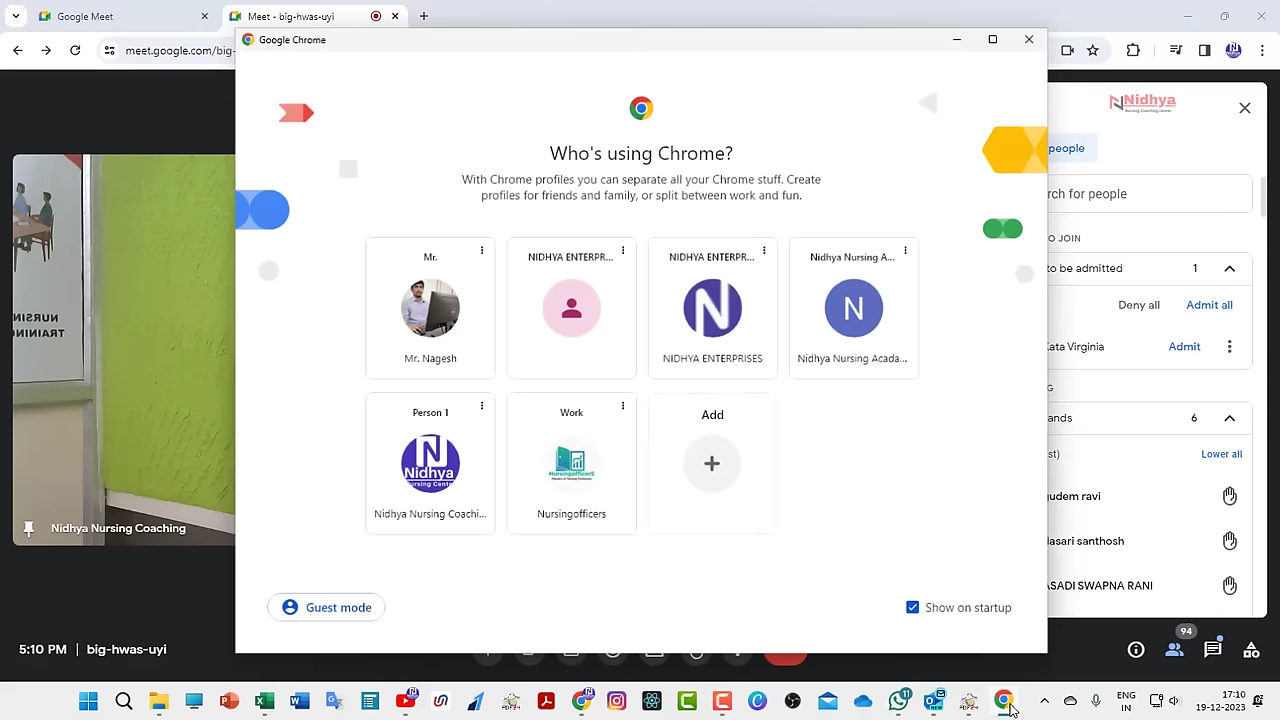 Google Meet
Meet - big-hwas-uyi
meet.google.com/big-
Google Chrome
Nidhya
people
Who's using Chrome?
With Chrome profiles you can separate all your Chrome stuff. Create
profiles for friends and family, or split between work and fun.
rch for people
O JOIN
to be admitted 1
Deny all Admit all
Kata Virginia Admit
G
ands 6
st) Lower all
gudem ravi
lasari santhosh
ASADI SWAPNA RANI
Mr.
NIDHYA ENTERPR...
NIDHYA ENTERPR...
Nidhya Nursing A...
N
N
Mr. Nagesh
NIDHYA ENTERPRISES
Nidhya Nursing Acada...
Person 1
Work
Add
N
Nidhya
Nursingofficers
Nidhya Nursing Coachi...
Nursingofficers
NURSING
TRAINING
Nidhya Nursing Coaching
Guest mode
Show on startup
5:10 PM | big-hwas-uyi
94
11
ENG
IN
17:10
19-12-2023